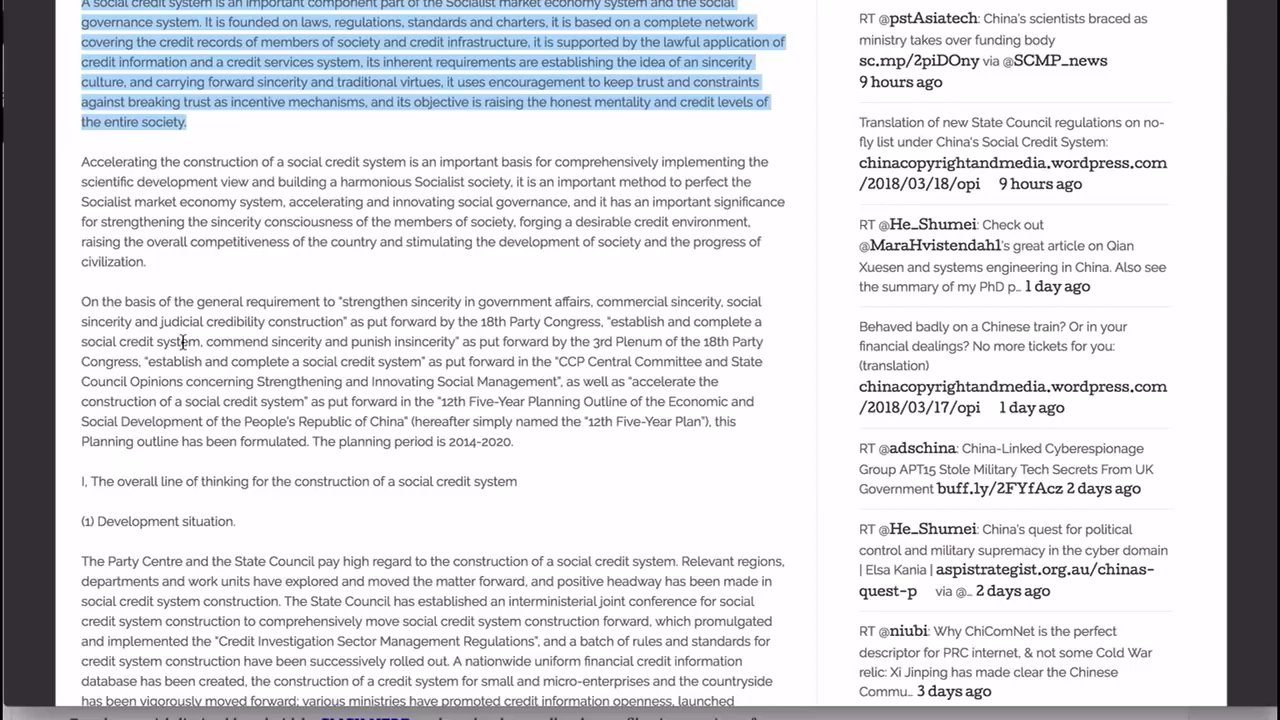 A social credit system is an important component part of the Socialist market economy system and the social
governance system. It is founded on laws, regulations, standards and charters, it is based on a complete network
covering the credit records of members of society and credit infrastructure, it is supported by the lawful application of
credit information and a credit services system, its inherent requirements are establishing the idea of an sincerity
culture, and carrying forward sincerity and traditional virtues, it uses encouragement to keep trust and constraints
against breaking trust as incentive mechanisms, and its objective is raising the honest mentality and credit levels of
the entire society.
Accelerating the construction of a social credit system is an important basis for comprehensively implementing the
scientific development view and building a harmonious Socialist society, it is an important method to perfect the
Socialist market economy system, accelerating and innovating social governance, and it has an important significance
for strengthening the sincerity consciousness of the members of society, forging a desirable credit environment,
raising the overall competitiveness of the country and stimulating the development of society and the progress of
civilization.
On the basis of the general requirement to "strengthen sincerity in government affairs, commercial sincerity, social
sincerity and judicial credibility construction" as put forward by the 18th Party Congress, "establish and complete a
social credit system, commend sincerity and punish insincerity" as put forward by the 3rd Plenum of the 18th Party
Congress, "establish and complete a social credit system" as put forward in the "CCP Central Committee and State
Council Opinions concerning Strengthening and Innovating Social Management", as well as "accelerate the
construction of a social credit system" as put forward in the "12th Five-Year Planning Outline of the Economic and
Social Development of the People's Republic of China" (hereafter simply named the "12th Five-Year Plan"), this
Planning outline has been formulated. The planning period is 2014-2020.
I, The overall line of thinking for the construction of a social credit system
(1) Development situation.
The Party Centre and the State Council pay high regard to the construction of a social credit system. Relevant regions,
departments and work units have explored and moved the matter forward, and positive headway has been made in
social credit system construction. The State Council has established an interministerial joint conference for social
credit system construction to comprehensively move social credit system construction forward, which promulgated
and implemented the "Credit Investigation Sector Management Regulations", and a batch of rules and standards for
credit system construction have been successively rolled out. A nationwide uniform financial credit information
database has been created, the construction of a credit system for small and micro-enterprises and the countryside
has been vigorously moved forward; various ministries have promoted credit information openness, launched
RT @pstAsiatech: China's scientists braced as
ministry takes over funding body
sc.mp/2piDOny via @SCMP_news
9 hours ago
Translation of new State Council regulations on no-
fly list under China's Social Credit System:
chinacopyrightandmedia.wordpress.com
/2018/03/18/opi 9 hours ago
RT @He_Shumei: Check out
@MaraHvistendahl's great article on Qian
Xuesen and systems engineering in China. Also see
the summary of my PhD p… 1 day ago
Behaved badly on a Chinese train? Or in your
financial dealings? No more tickets for you:
(translation)
chinacopyrightandmedia.wordpress.com
/2018/03/17/opi 1 day ago
RT @adschina: China-Linked Cyberespionage
Group APT15 Stole Military Tech Secrets From UK
Government buff.ly/2FYfAcz 2 days ago
RT @He_Shumei: China's quest for political
control and military supremacy in the cyber domain
| Elsa Kania | aspistrategist.org.au/chinas-
quest-p via @… 2 days ago
RT @niubi: Why ChiComNet is the perfect
descriptor for PRC internet, & not some Cold War
relic: Xi Jinping has made clear the Chinese
Commu… 3 days ago